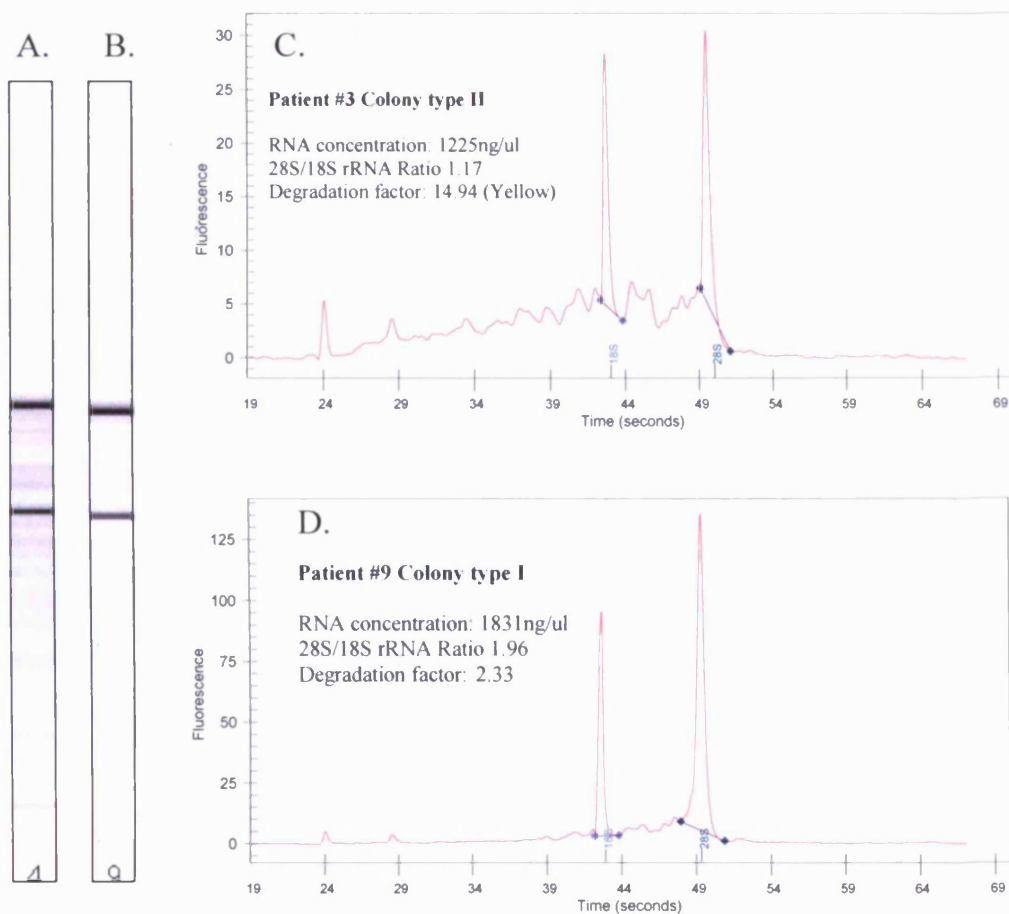 A.
B.
C.
Patient #3 Colony type II
RNA concentration: 1225ng/ul
28S/18S rRNA Ratio 1.17
Degradation factor: 14.94 (Yellow)
Fluorescence
30
25
20
15
10
5
0
18S
28S
19 24 29 34 39 44 49 54 59 64 69
Time (seconds)
D.
Patient #9 Colony type I
RNA concentration: 1831ng/ul
28S/18S rRNA Ratio 1.96
Degradation factor: 2.33
Fluorescence
125
100
75
50
25
0
18S
28S
19 24 29 34 39 44 49 54 59 64 69
Time (seconds)